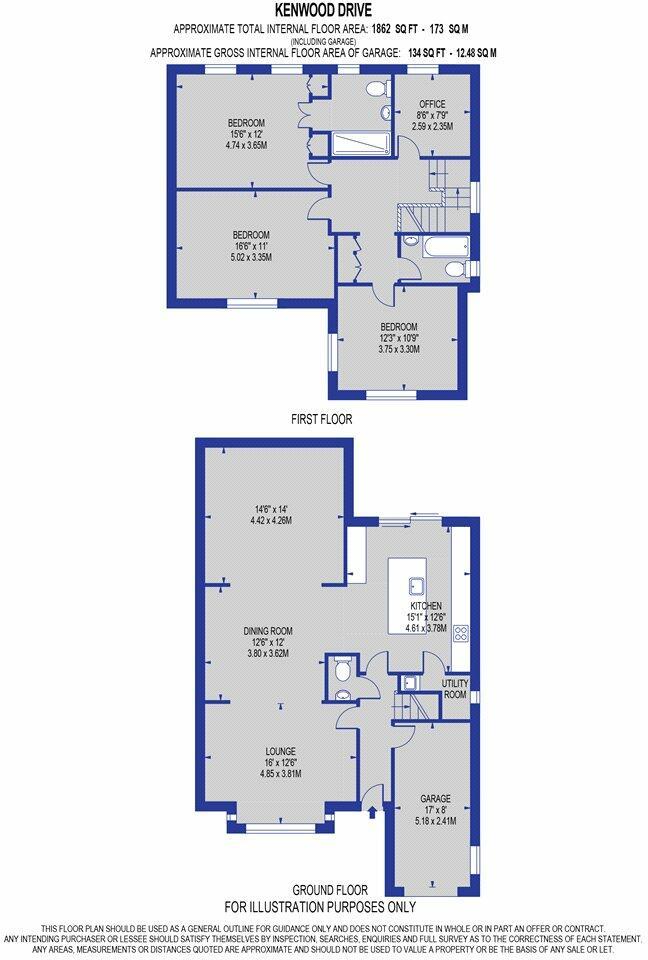 KENWOOD DRIVE
APPROXIMATE TOTAL INTERNAL FLOOR AREA: 1862 SQ FT - 173 SQ M
(INCLUDING GARAGE)
APPROXIMATE GROSS INTERNAL FLOOR AREA OF GARAGE: 134 SQ FT - 12.48 SQ M
BEDROOM
15'6" x 12'
4.74 x 3.65M
OFFICE
8'6" x 7'9"
2.59 x 2.35M
BEDROOM
16'6" x 11'
5.02 x 3.35M
BEDROOM
12'3" x 10'9"
3.75 x 3.30M
FIRST FLOOR
14'6" x 14'
4.42 x 4.26M
KITCHEN
15'1" x 12'6"
4.61 x 3.78M
DINING ROOM
12'6" x 12'
3.80 x 3.62M
UTILITY
ROOM
LOUNGE
16' x 12'6"
4.85 x 3.81M
GARAGE
17' x 8'
5.18 x 2.41M
GROUND FLOOR
FOR ILLUSTRATION PURPOSES ONLY
THIS FLOOR PLAN SHOULD BE USED AS A GENERAL OUTLINE FOR GUIDANCE ONLY AND DOES NOT CONSTITUTE IN WHOLE OR IN PART AN OFFER OR CONTRACT.
ANY INTENDING PURCHASER OR LESSEE SHOULD SATISFY THEMSELVES BY INSPECTION, SEARCHES, ENQUIRIES AND FULL SURVEY AS TO THE CORRECTNESS OF EACH STATEMENT.
ANY AREAS, MEASUREMENTS OR DISTANCES QUOTED ARE APPROXIMATE AND SHOULD NOT BE USED TO VALUE A PROPERTY OR BE THE BASIS OF ANY SALE OR LET.